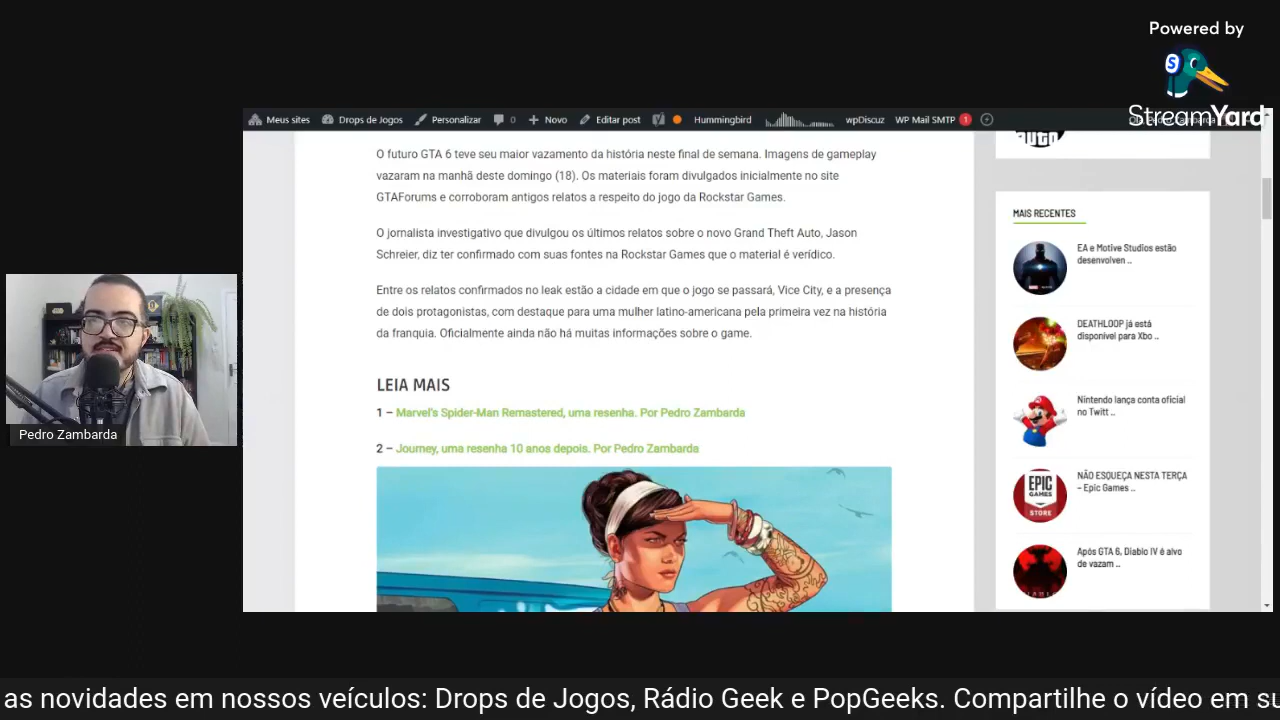 Powered by
StreamYard
Meus sites
Drops de Jogos
Personalizar
0
Novo
Editar post
Hummingbird
wpDiscuz
WP Mail SMTP 1
auto
O futuro GTA 6 teve seu maior vazamento da história neste final de semana. Imagens de gameplay
vazaram na manhã deste domingo (18). Os materiais foram divulgados inicialmente no site
GTAForums e corroboram antigos relatos a respeito do jogo da Rockstar Games.
O jornalista investigativo que divulgou os últimos relatos sobre o novo Grand Theft Auto, Jason
Schreier, diz ter confirmado com suas fontes na Rockstar Games que o material é verídico.
Entre os relatos confirmados no leak estão a cidade em que o jogo se passará, Vice City, e a presença
de dois protagonistas, com destaque para uma mulher latino-americana pela primeira vez na história
da franquia. Oficialmente ainda não há muitas informações sobre o game.
LEIA MAIS
1 – Marvel's Spider-Man Remastered, uma resenha. Por Pedro Zambarda
2 – Journey, uma resenha 10 anos depois. Por Pedro Zambarda
MAIS RECENTES
EA e Motive Studios estão
desenvolven ..
DEATHLOOP já está
disponível para Xbo ..
Nintendo lança conta oficial
no Twitt ..
EPIC
GAMES
STORE
NÃO ESQUEÇA NESTA TERÇA
– Epic Games ..
Após GTA 6, Diablo IV é alvo
de vazam ..
Pedro Zambarda
as novidades em nossos veículos: Drops de Jogos, Rádio Geek e PopGeeks. Compartilhe o vídeo em su